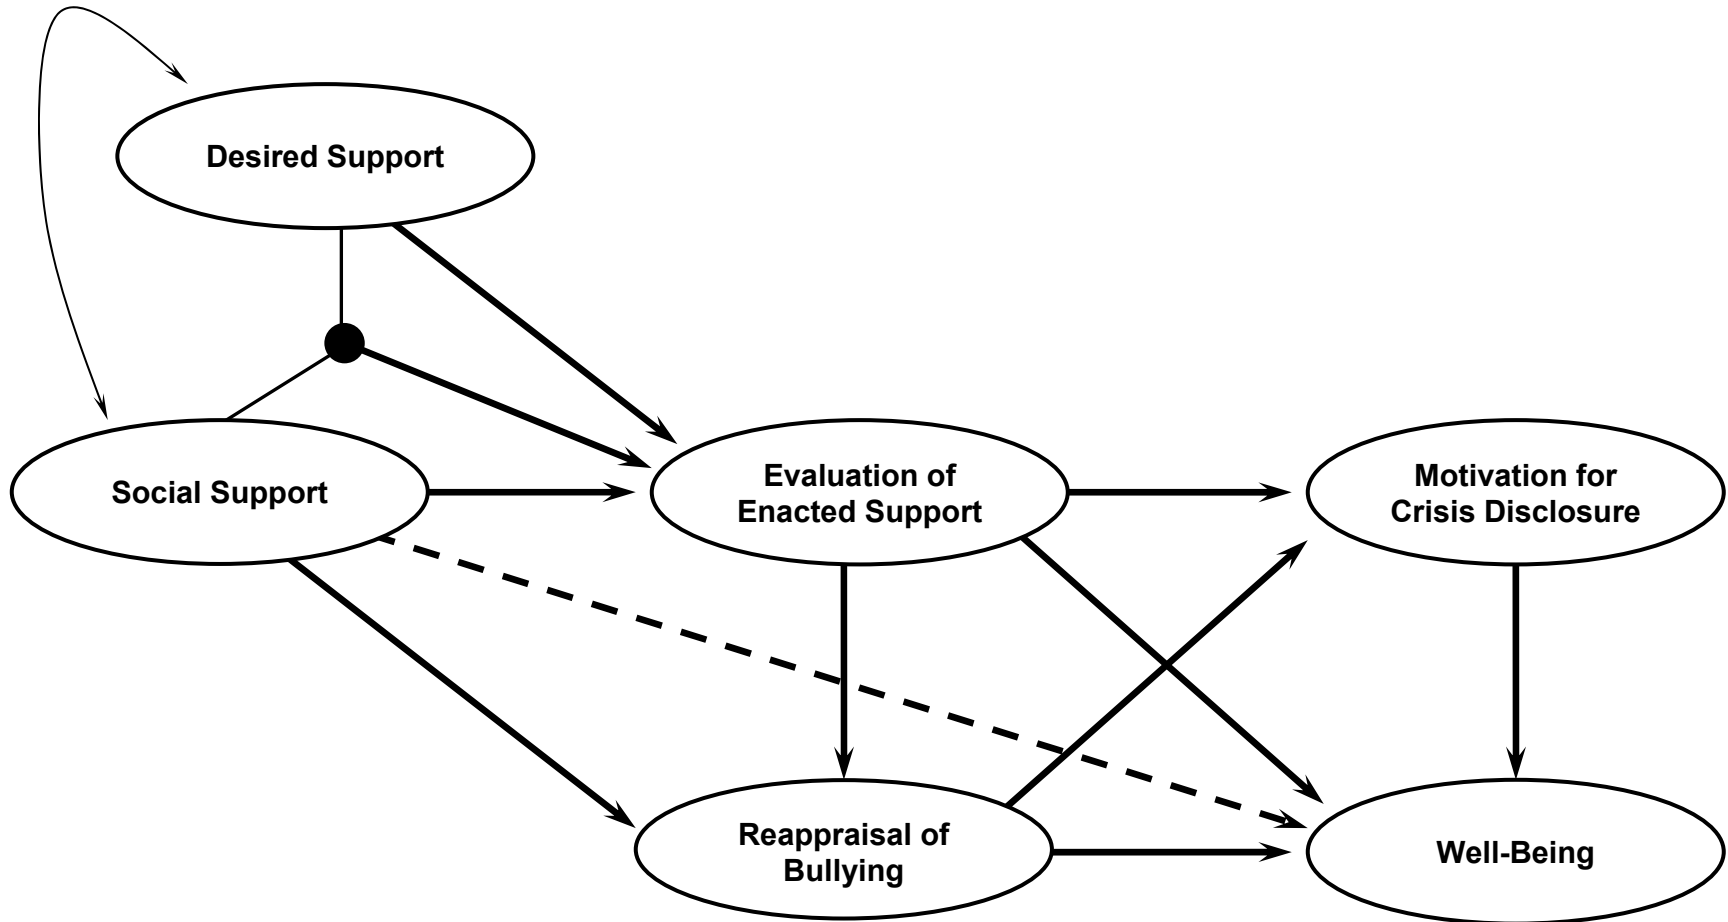 Desired Support
Social Support
Evaluation of
Enacted Support
Motivation for
Crisis Disclosure
Reappraisal of
Bullying
Well-Being